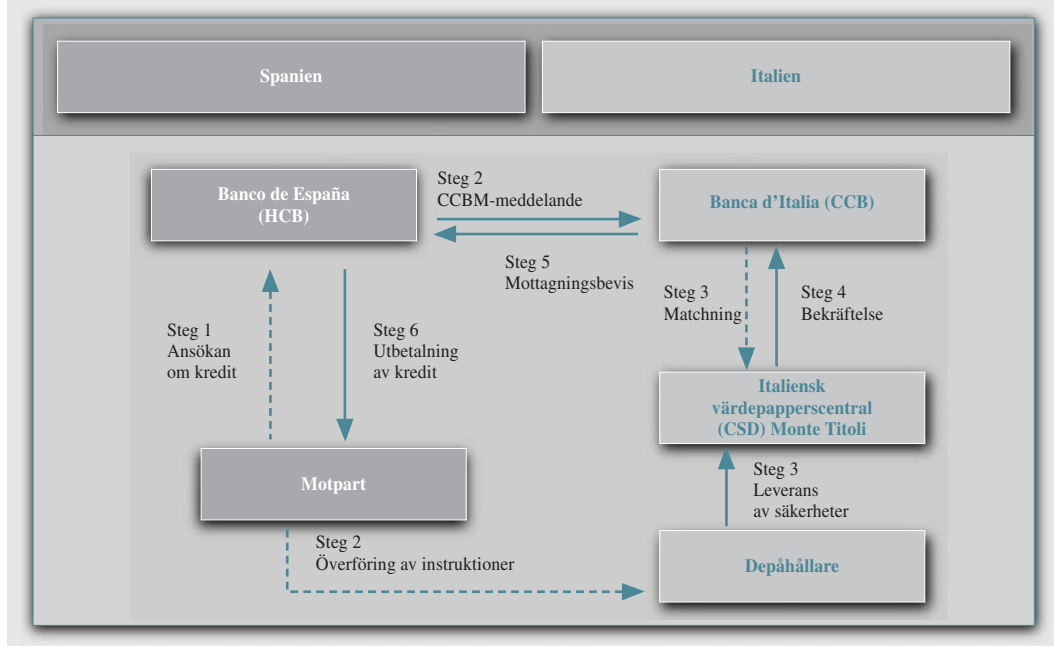 Spanien
Italien
Banco de España
(HCB)
Steg 2
CCBM-meddelande
Banca d’Italia (CCB)
Steg 5
Mottagningsbevis
Steg 3
Matchning
Steg 4
Bekräftelse
Steg 1
Ansökan
om kredit
Steg 6
Utbetalning
av kredit
Italiensk
värdepapperscentral
(CSD) Monte Titoli
Motpart
Steg 3
Leverans
av säkerheter
Steg 2
Överföring av instruktioner
Depåhållare